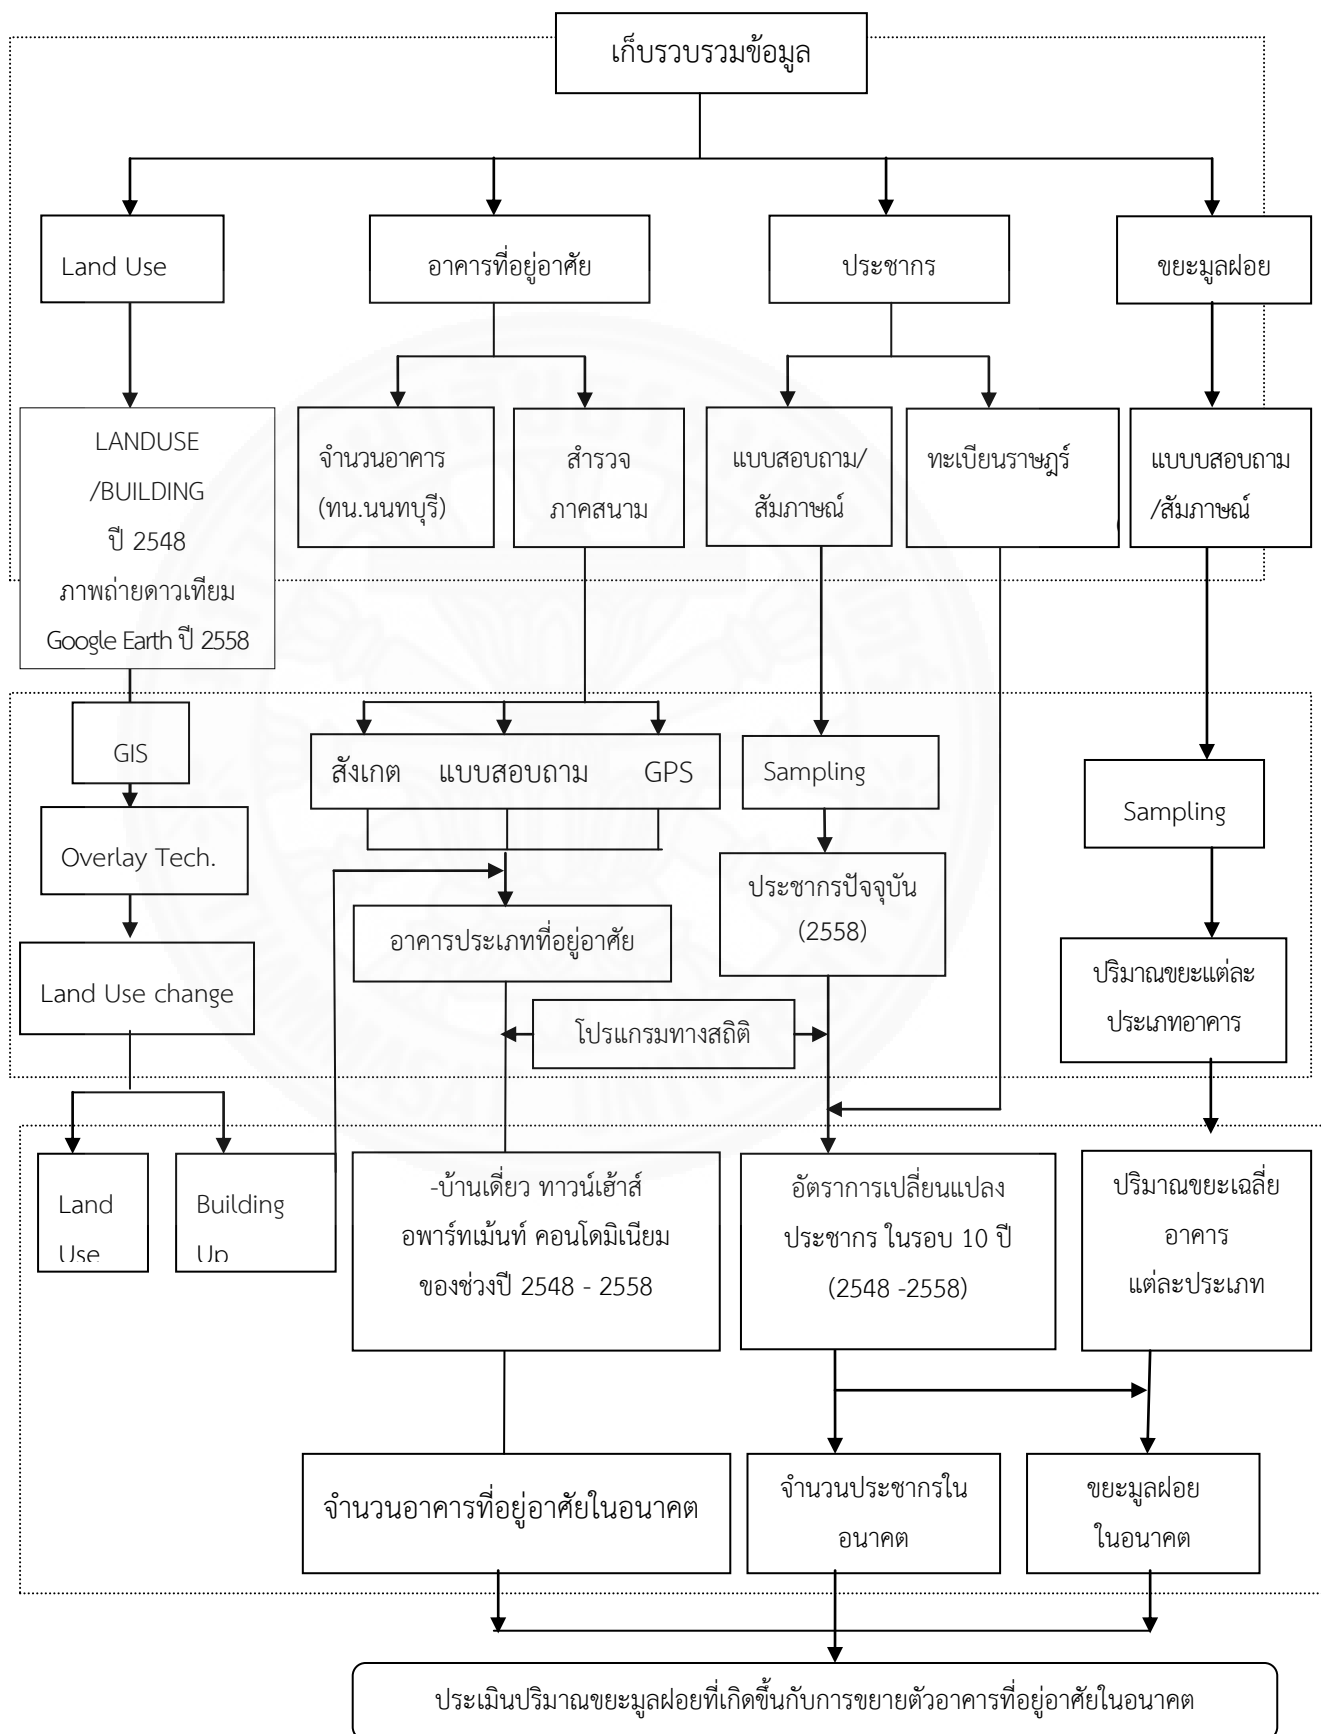 เก็บรวบรวมข้อมูล
Land Use
อาคารที่อยู่อาศัย
ประชากร
ขยะมูลฝอย
LANDUSE
/BUILDING
ปี 2548
ภาพถ่ายดาวเทียม
Google Earth ปี 2558
จำนวนอาคาร
(ทน.นนทบุรี)
สำรวจ
ภาคสนาม
แบบสอบถาม/
สัมภาษณ์
ทะเบียนราษฎร์
(
แบบบสอบถาม
/สัมภาษณ์
GIS
สังเกต แบบสอบถาม GPS
Sampling
Sampling
Overlay Tech.
ประชากรปัจจุบัน
(2558)
อาคารประเภทที่อยู่อาศัย
Land Use change
ปริมาณขยะแต่ละ
ประเภทอาคาร
โปรแกรมทางสถิติ
Land
Use
Building
Up
-บ้านเดี่ยว ทาวน์เฮ้าส์
อพาร์ทเม้นท์ คอนโดมิเนียม
ของช่วงปี 2548 - 2558
อัตราการเปลี่ยนแปลง
ประชากร ในรอบ 10 ปี
(2548 -2558)
ปริมาณขยะเฉลี่ย
อาคาร
แต่ละประเภท
จำนวนอาคารที่อยู่อาศัยในอนาคต
จำนวนประชากรใน
อนาคต
ขยะมูลฝอย
ในอนาคต
ประเมินปริมาณขยะมูลฝอยที่เกิดขึ้นกับการขยายตัวอาคารที่อยู่อาศัยในอนาคต